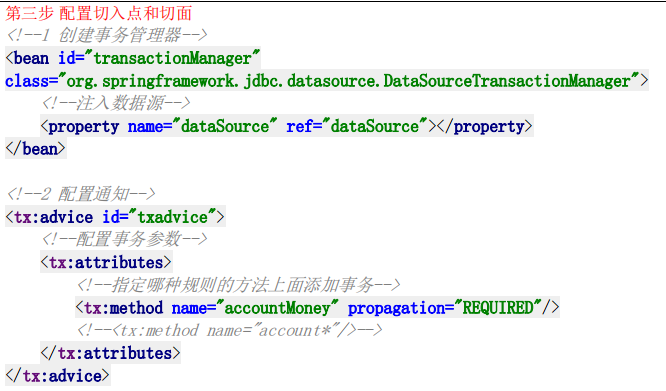 第三步 配置切入点和切面
<!--1 创建事务管理器-->
<bean id="transactionManager"
class="org.springframework.jdbc.datasource.DataSourceTransactionManager">
<!--注入数据源-->
<property name="dataSource" ref="dataSource"></property>
</bean>
<!--2 配置通知-->
<tx:advice id="txadvice">
<!--配置事务参数-->
<tx:attributes>
<!--指定哪种规则的方法上面添加事务-->
<tx:method name="accountMoney" propagation="REQUIRED"/>
<!--<tx:method name="account*"/>-->
</tx:attributes>
</tx:advice>